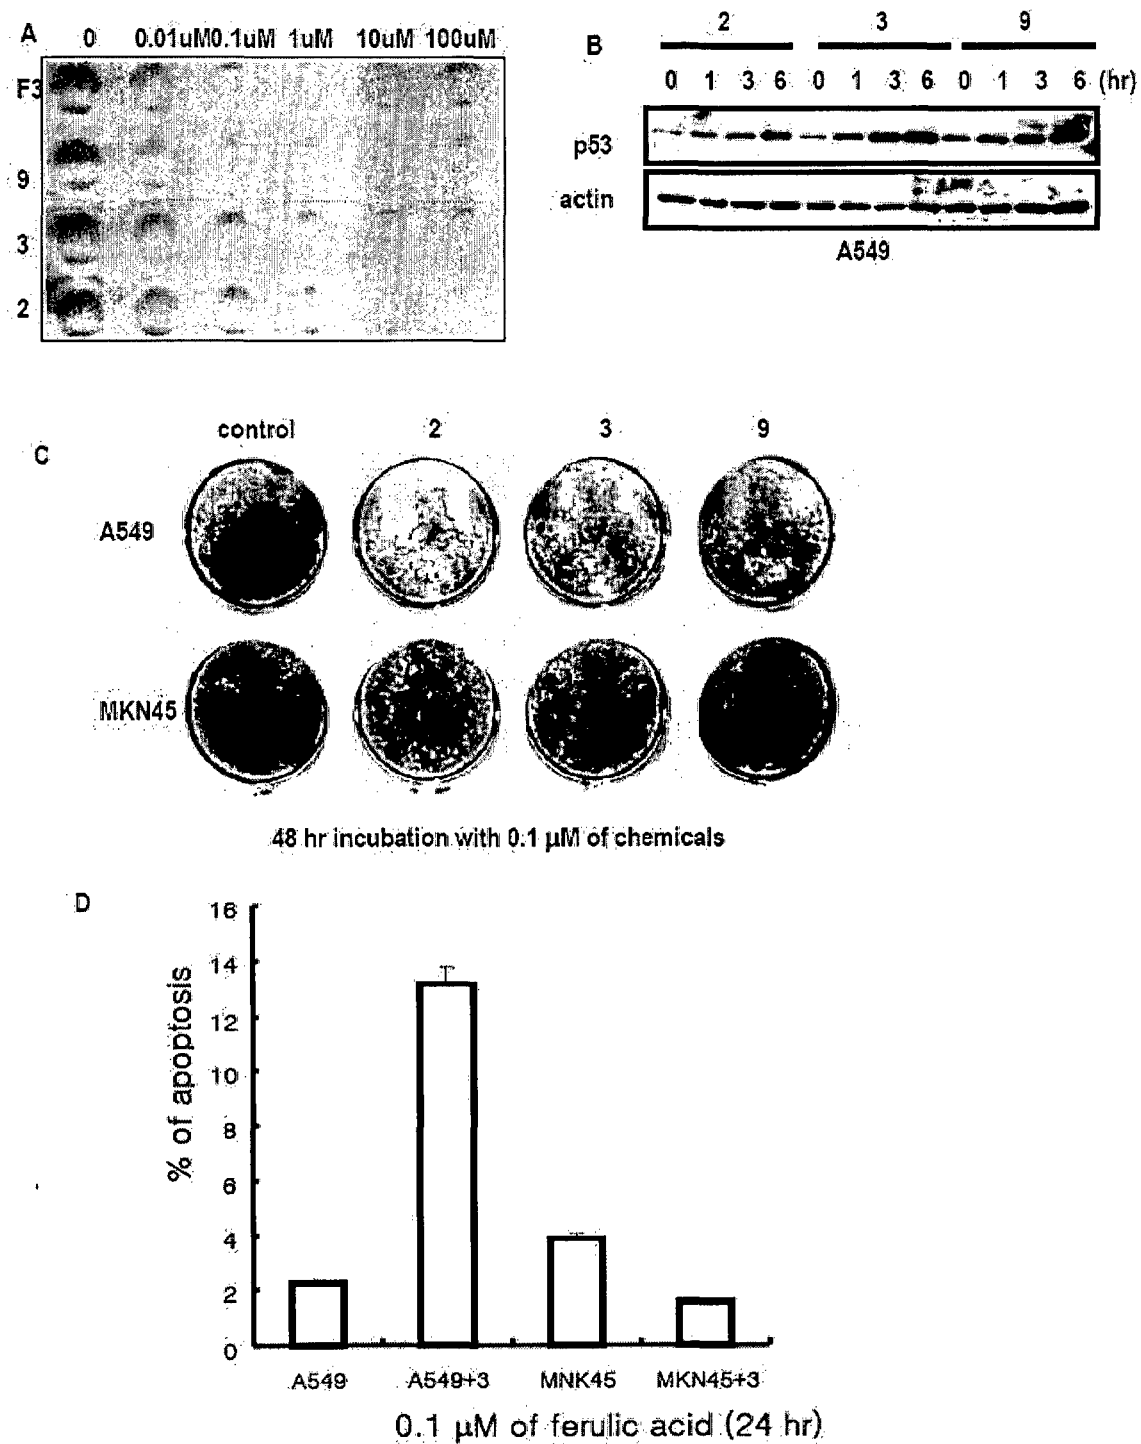 A
0 0.01uM0.1uM 1uM 10uM 100uM
F3
9
3
2
B
2 3 9
0 1 3 6 0 1 3 6 0 1 3 6 (hr)
p53
actin
A549
C
control 2 3 9
A549
MKN45
48 hr incubation with 0.1 μM of chemicals
D
% of apoptosis
16
14
12
10
8
6
4
2
0
A549 A549+3 MNK45 MKN45+3
0.1 μM of ferulic acid (24 hr)